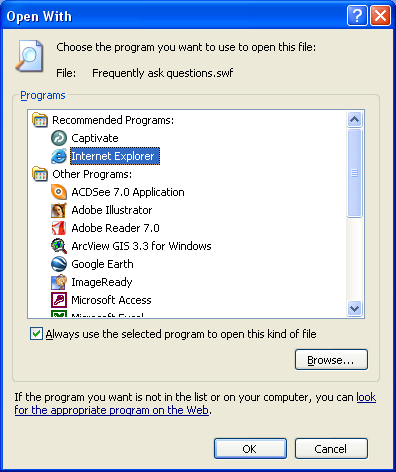 Open With
Choose the program you want to use to open this file:
File: Frequently ask questions.swf
Programs
Recommended Programs:
Captivate
Internet Explorer
Other Programs:
ACDSee 7.0 Application
Adobe Illustrator
Adobe Reader 7.0
ArcView GIS 3.3 for Windows
Google Earth
ImageReady
Microsoft Access
Microsoft Excel
Always use the selected program to open this kind of file
Browse...
If the program you want is not in the list or on your computer, you can look
for the appropriate program on the Web.
OK
Cancel